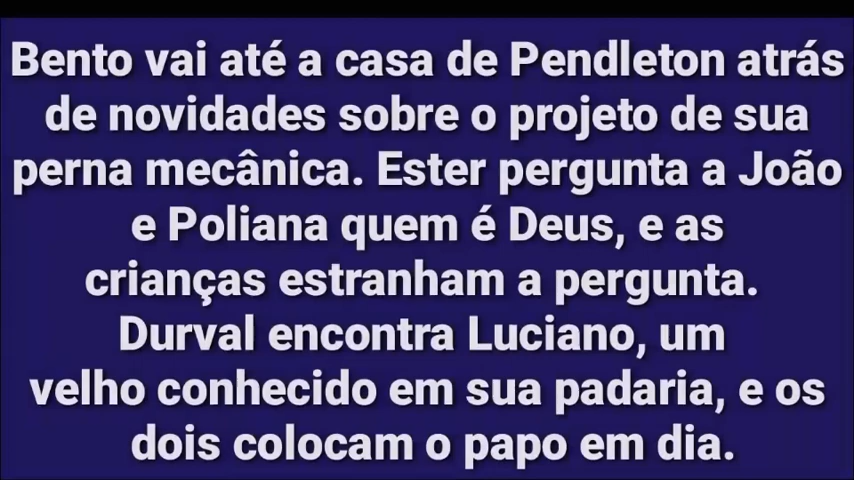 Bento vai até a casa de Pendleton atrás
de novidades sobre o projeto de sua
perna mecânica. Ester pergunta a João
e Poliana quem é Deus, e as
crianças estranham a pergunta.
Durval encontra Luciano, um
velho conhecido em sua padaria, e os
dois colocam o papo em dia.